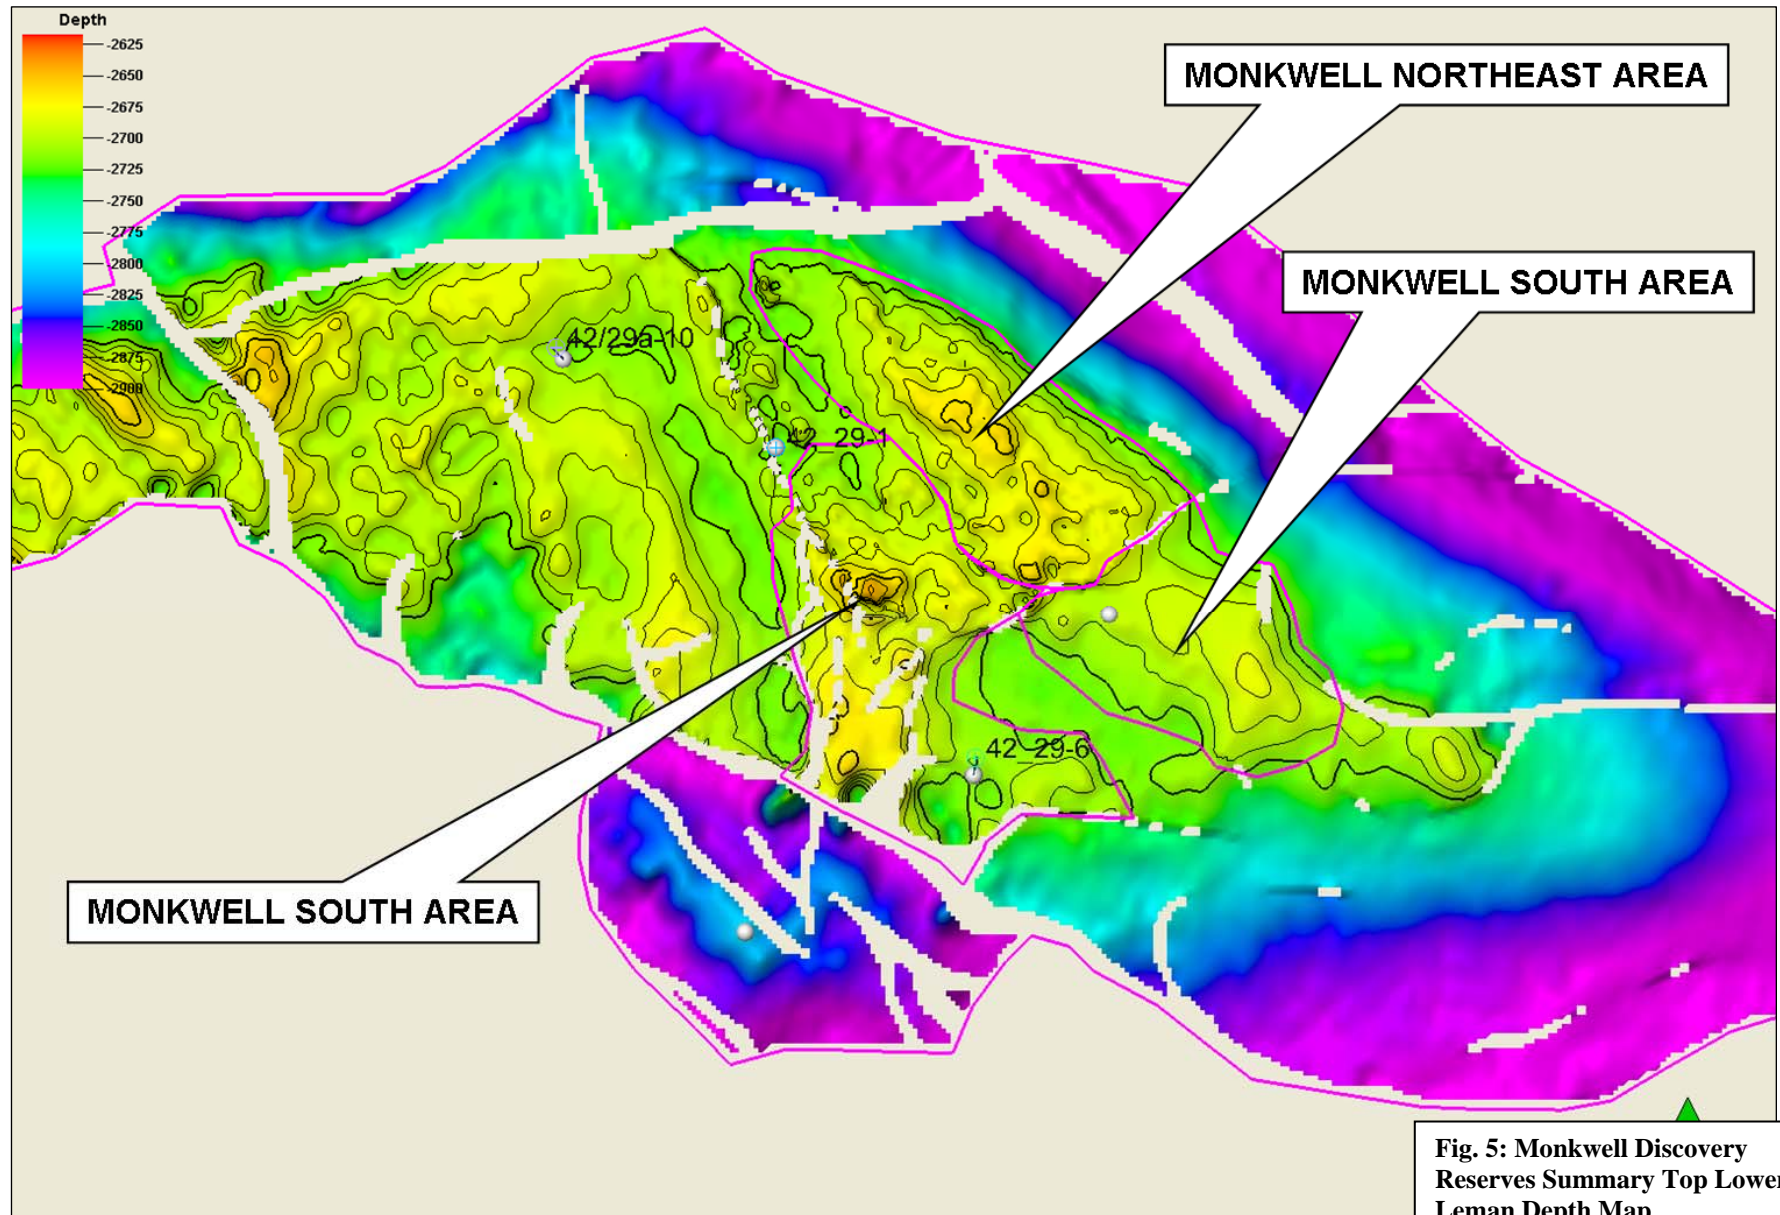 Depth
-2625
-2650
-2675
-2700
-2725
-2750
-2775
-2800
-2825
-2850
-2875
-2900
MONKWELL NORTHEAST AREA
MONKWELL SOUTH AREA
42/29a-10
42_29-1
42_29-6
MONKWELL SOUTH AREA
Fig. 5: Monkwell Discovery
Reserves Summary Top Lower
Leman Depth Map